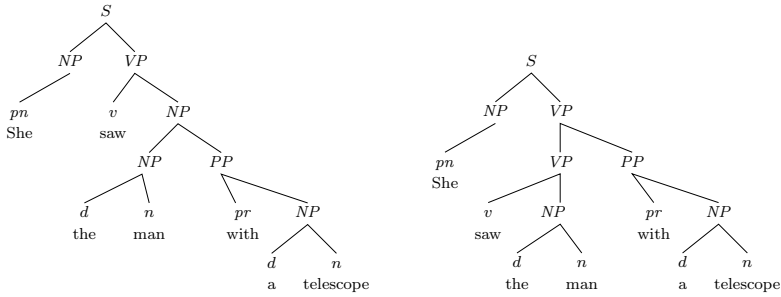 S
NP VP
S
pn v NP NP VP
She saw
NP PP pn VP PP
She
d n pr NP v NP pr NP
the man with saw with
d n d n d n
a telescope the man a telescope